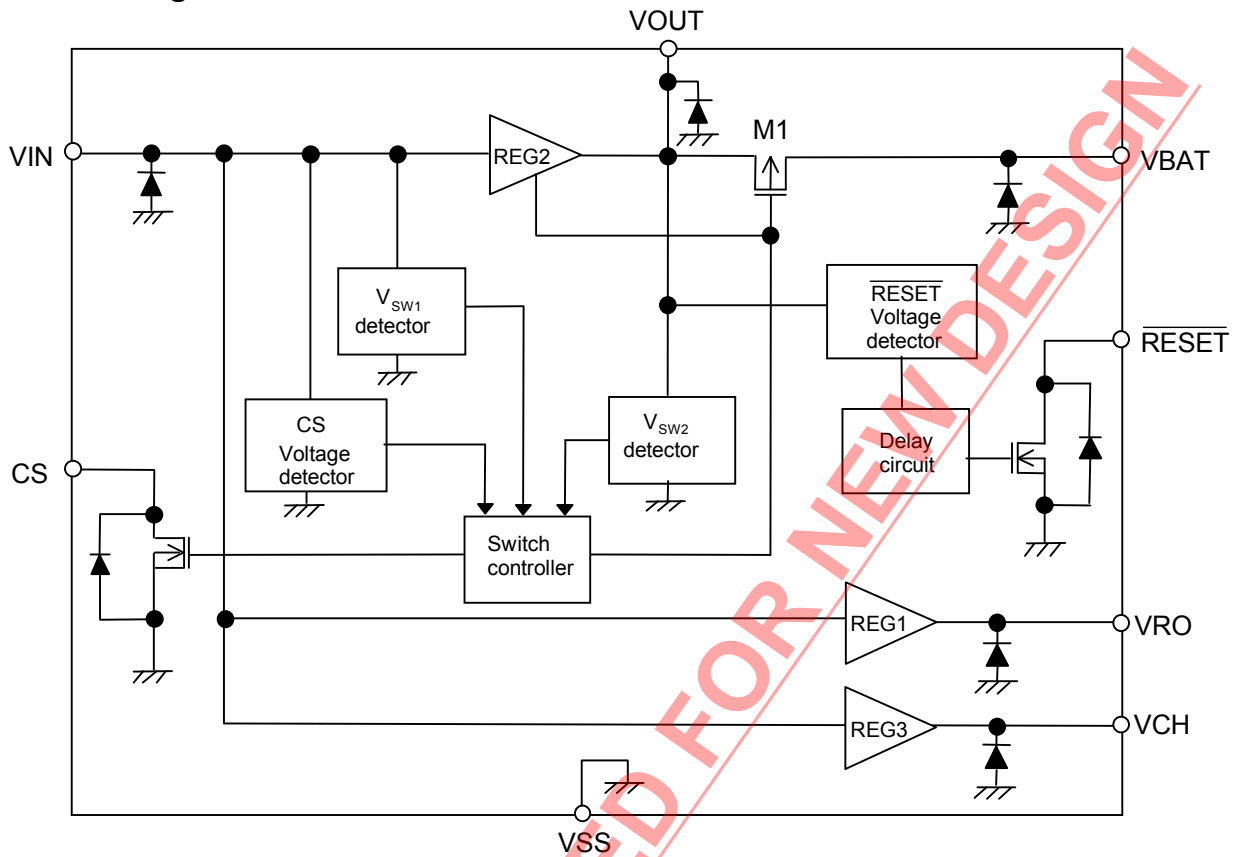 VOUT
M1
VIN
REG2
VBAT
VSW1
detector
RESET
Voltage
detector
RESET
CS
Voltage
detector
VSW2
detector
Delay
circuit
CS
Switch
controller
REG1
VRO
REG3
VCH
VSS
ED FOR NEW DESIGN